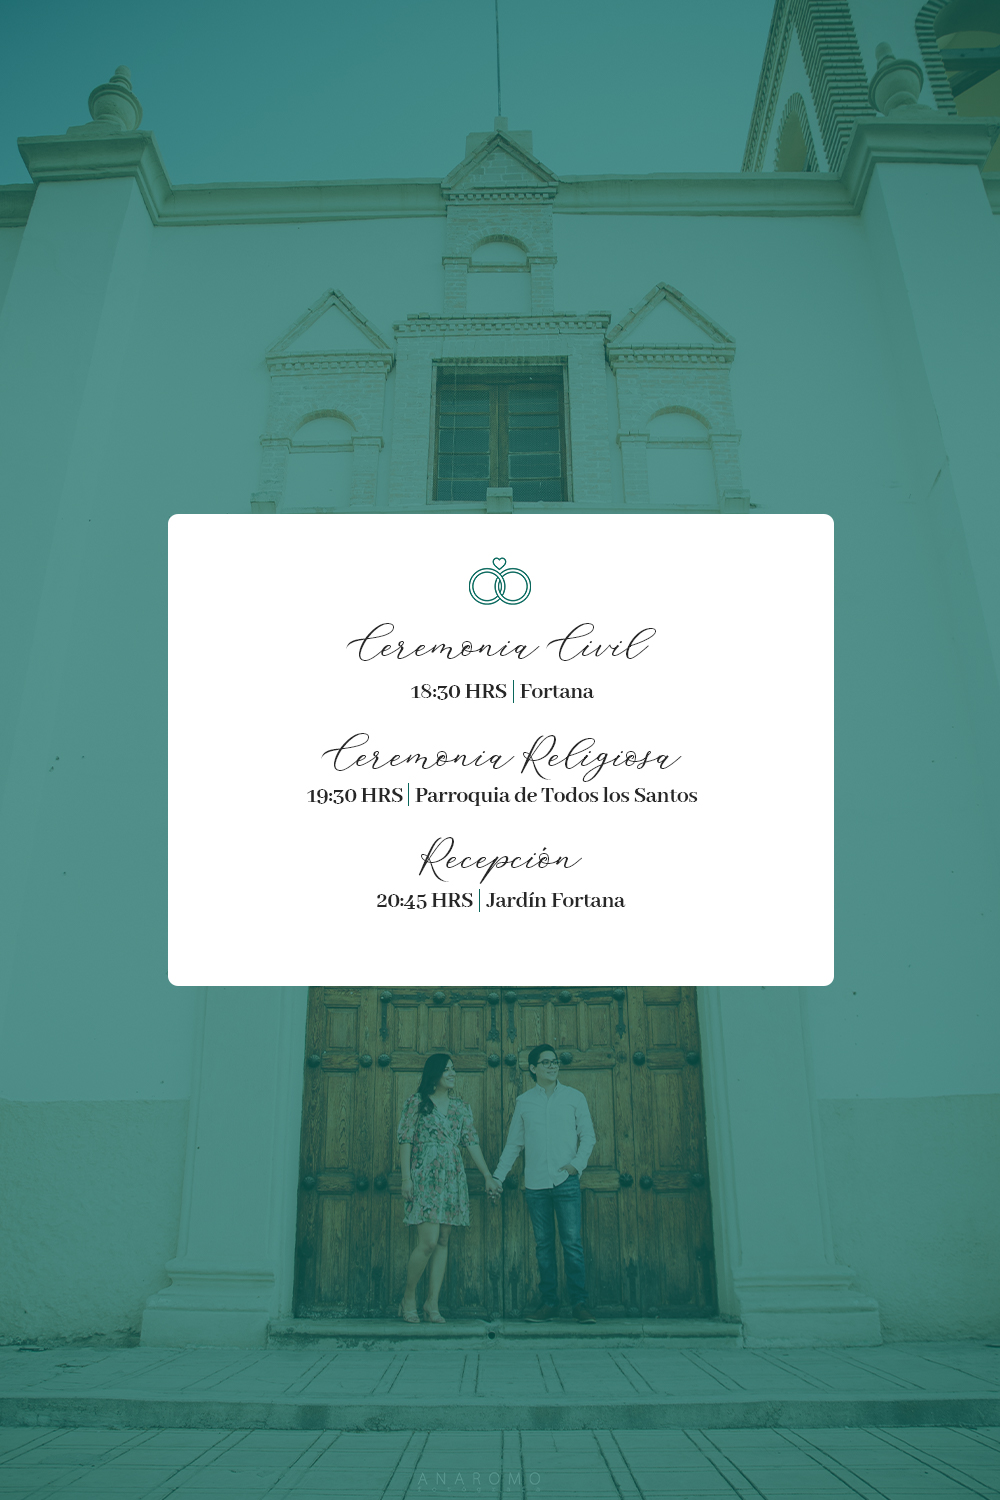 Ceremonia Civil
18:30 HRS | Fortana
Ceremonia Religiosa
19:30 HRS | Parroquia de Todos los Santos
Recepción
20:45 HRS | Jardín Fortana
ANAROMO